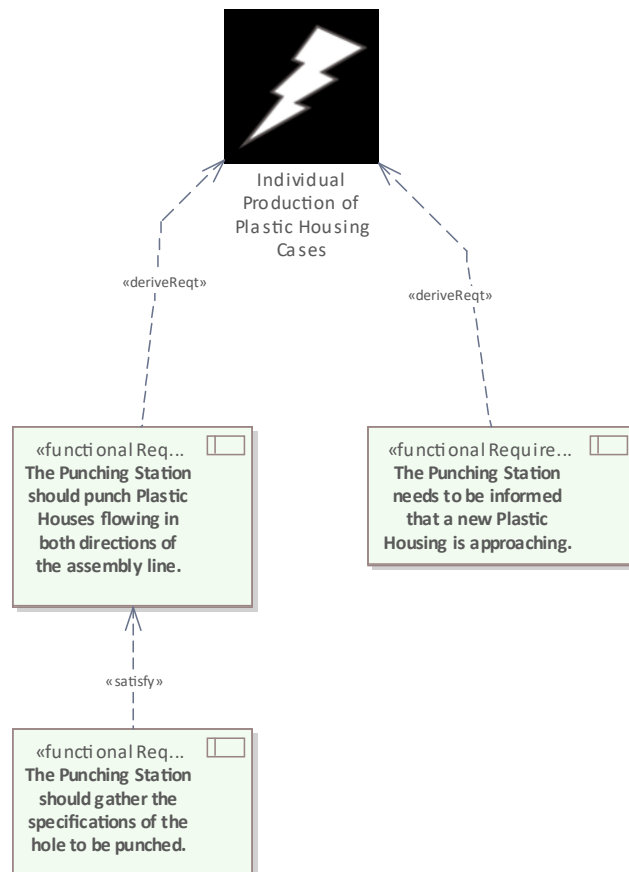 Individual
Production of
Plastic Housing
Cases
«deriveReqt»
«deriveReqt»
«functional Req...
The Punching Station
should punch Plastic
Houses flowing in
both directions of
the assembly line.
«functional Require...
The Punching Station
needs to be informed
that a new Plastic
Housing is approaching.
«satisfy»
«functional Req...
The Punching Station
should gather the
specifications of the
hole to be punched.